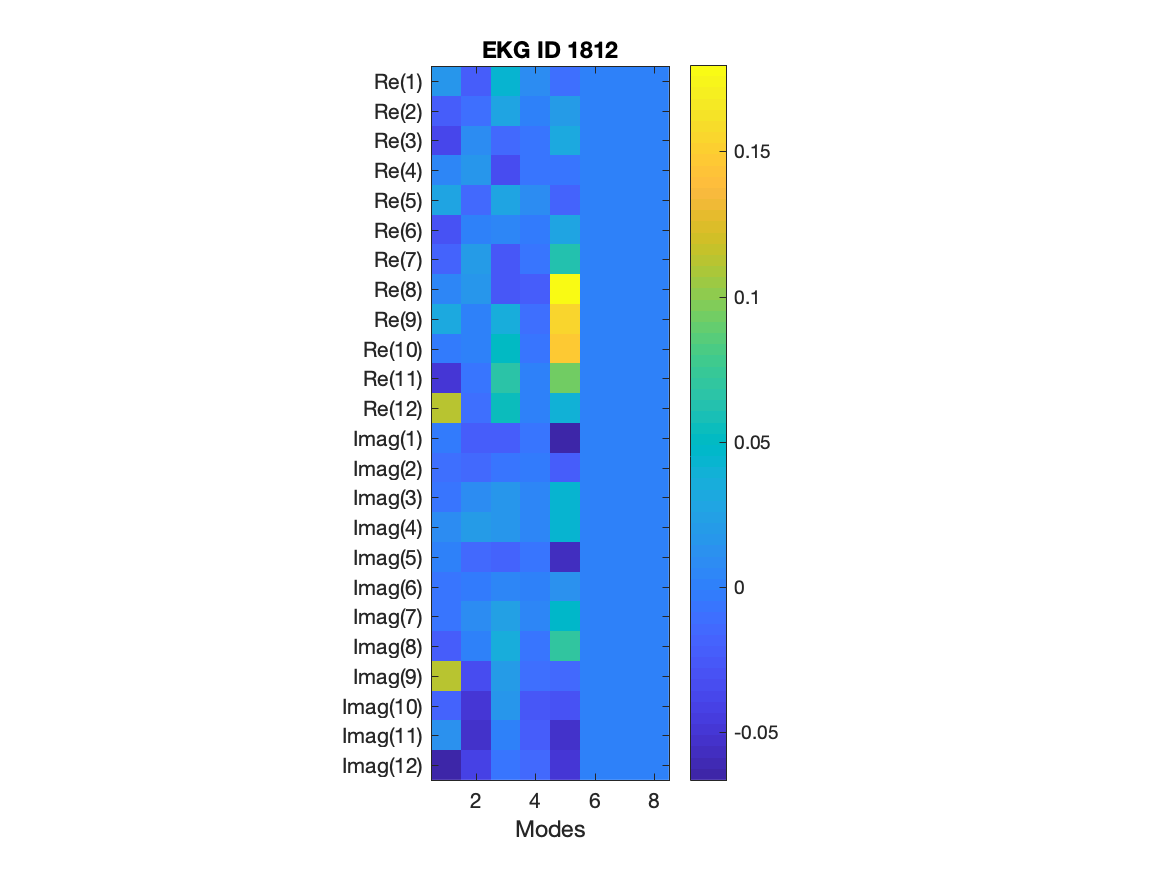 EKG ID 1812
Re(1)
Re(2)
Re(3)
Re(4)
Re(5)
Re(6)
Re(7)
Re(8)
Re(9)
Re(10)
Re(11)
Re(12)
Imag(1)
Imag(2)
Imag(3)
Imag(4)
Imag(5)
Imag(6)
Imag(7)
Imag(8)
Imag(9)
Imag(10)
Imag(11)
Imag(12)
2 4 6 8
Modes
0.15
0.1
0.05
0
-0.05